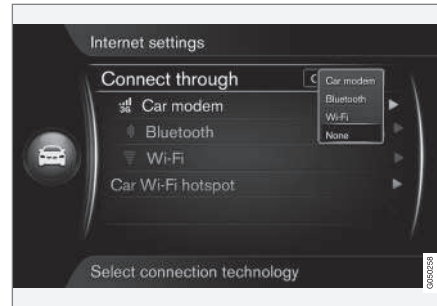 Internet settings
Connect through
Car modem
Bluetooth
Wi-Fi
None
3G Car modem
Bluetooth
Wi-Fi
Car Wi-Fi hotspot
Select connection technology
G050258